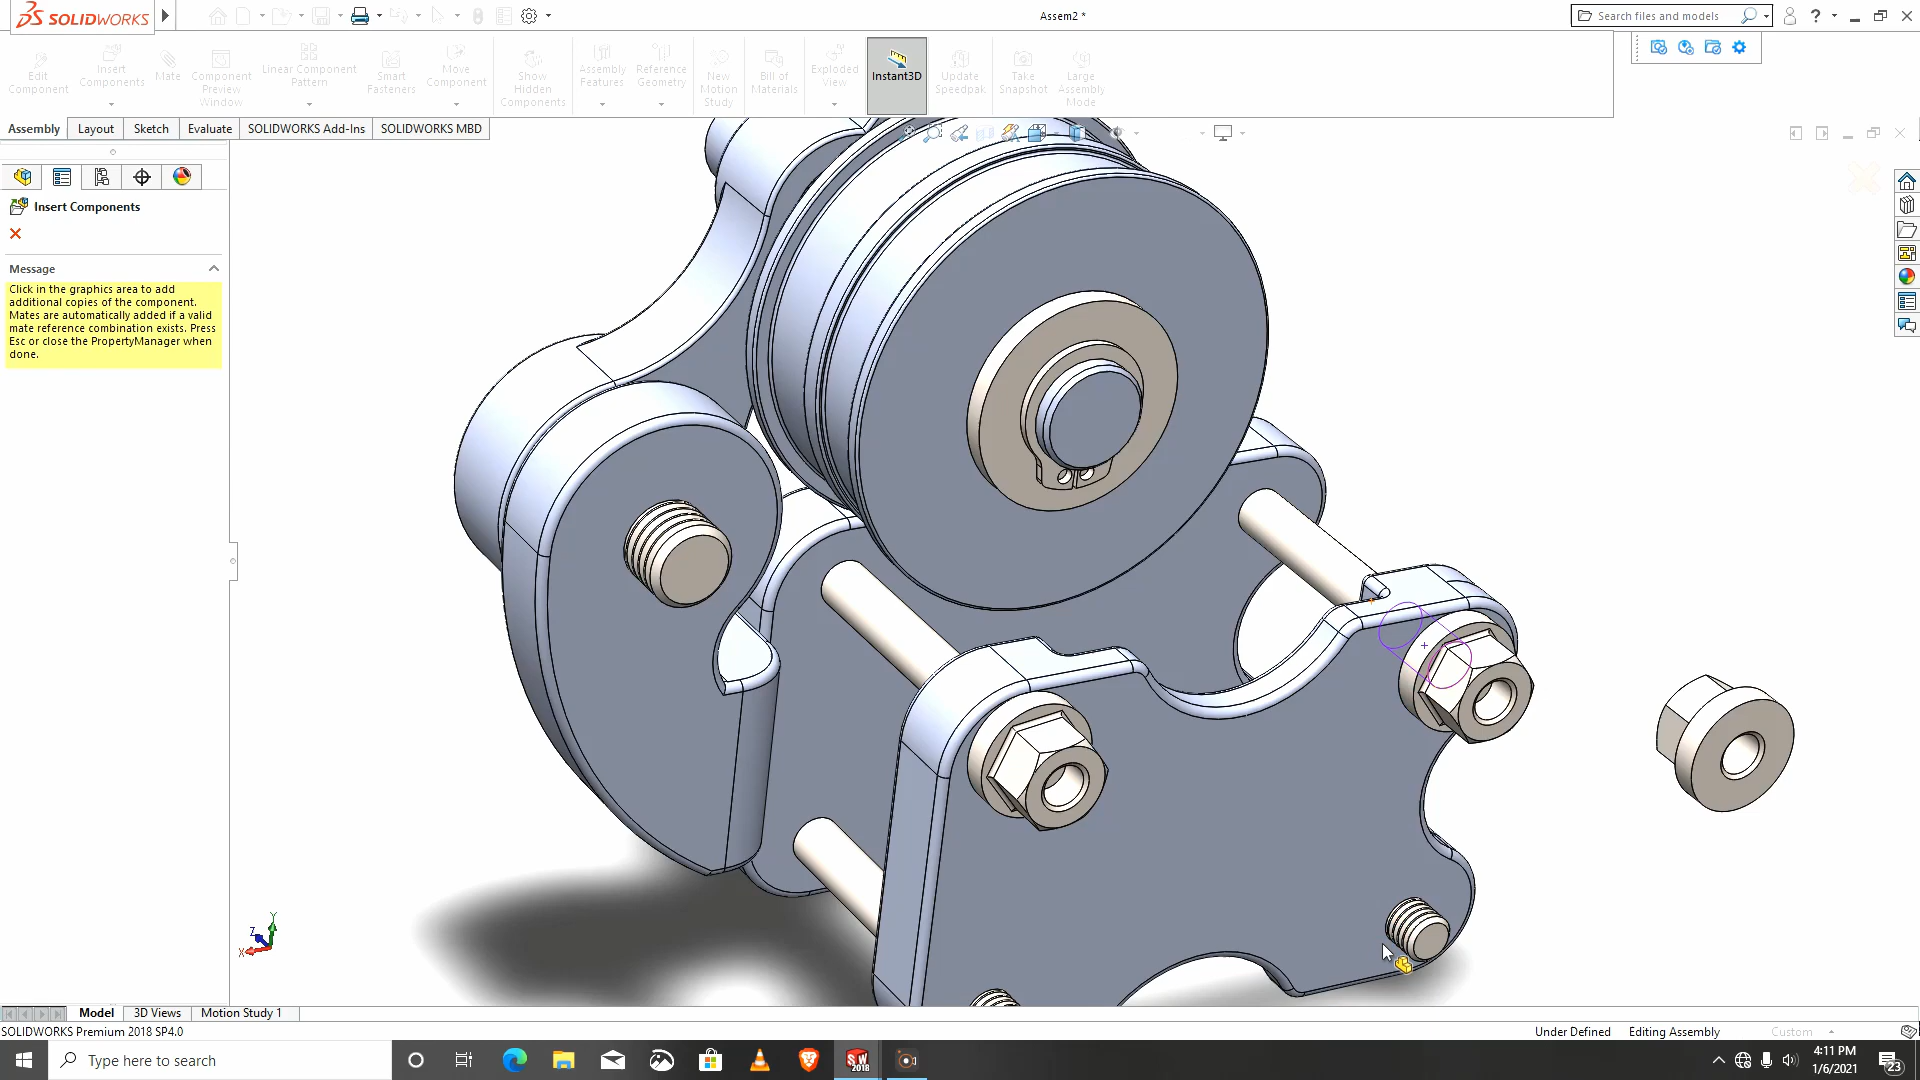 SOLIDWORKS
Assem2 *
Search files and models
Edit Component
Insert Components
Mate
Component Preview Window
Linear Component Pattern
Smart Fasteners
Move Component
Show Hidden Components
Assembly Features
Reference Geometry
New Motion Study
Bill of Materials
Exploded View
Instant3D
Update Speedpak
Take Snapshot
Large Assembly Mode
Assembly
Layout
Sketch
Evaluate
SOLIDWORKS Add-Ins
SOLIDWORKS MBD
Insert Components
Message
Click in the graphics area to add
additional copies of the component.
Mates are automatically added if a valid
mate reference combination exists. Press
Esc or close the PropertyManager when
done.
Y
Z
X
Model
3D Views
Motion Study 1
SOLIDWORKS Premium 2018 SP4.0
Under Defined
Editing Assembly
Custom
Type here to search
SW
2018
4:11 PM
1/6/2021
23